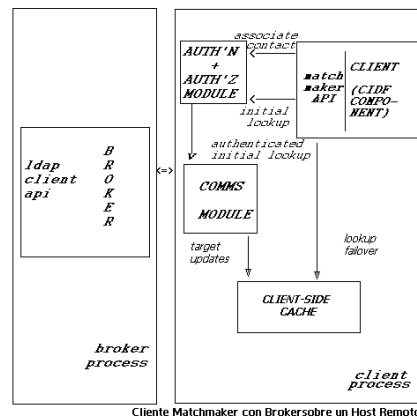 associate
contact
AUTH'N
+
AUTH'Z
MODULE
match
maker
API
CLIENT
(CIDF
COMPO-
NENT)
initial
lookup
authenticated
initial lookup
ldap
client
api
B
R
O
K
E
R
<=>
v
COMMS
MODULE
target
updates
lookup
failover
CLIENT-SIDE
CACHE
broker
process
client
process
Cliente Matchmaker con Brokersobre un Host Remoto